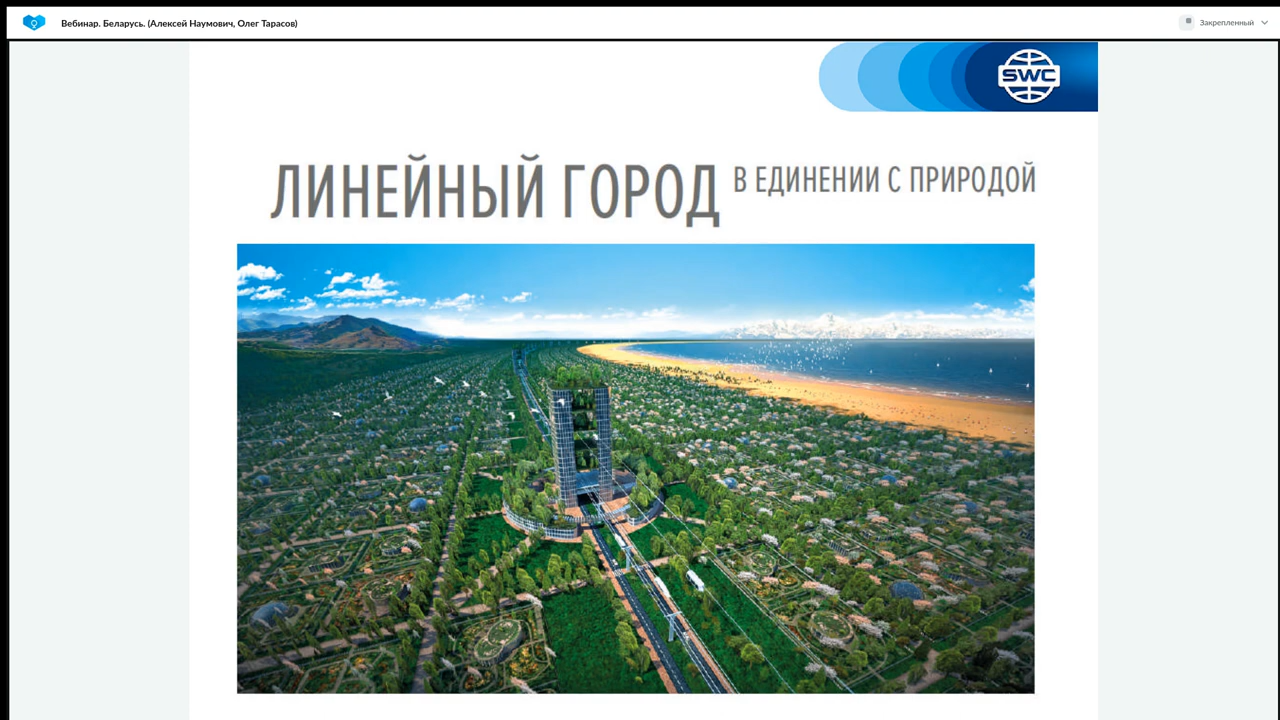 Вебинар. Беларусь. (Алексей Наумович, Олег Тарасов)
Закрепленный
SWC
ЛИНЕЙНЫЙ ГОРОД В ЕДИНЕНИИ С ПРИРОДОЙ